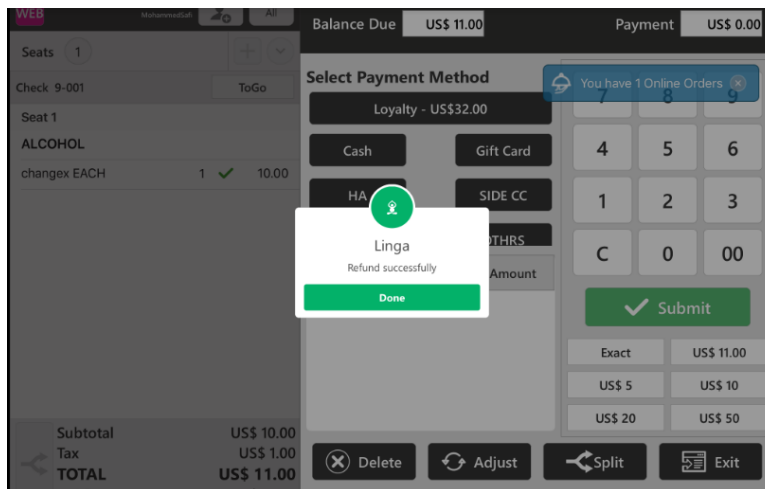 WEB MohammedSafi All
Balance Due US$ 11.00 Payment US$ 0.00
Seats 1
Check 9-001 ToGo
Seat 1
ALCOHOL
changex EACH 1 10.00
Subtotal US$ 10.00
Tax US$ 1.00
TOTAL US$ 11.00
Select Payment Method
You have 1 Online Orders
Loyalty - US$32.00
Cash Gift Card
HA SIDE CC
OTHRS
Amount
Linga
Refund successfully
Done
7 8 9
4 5 6
1 2 3
C 0 00
Submit
Exact US$ 11.00
US$ 5 US$ 10
US$ 20 US$ 50
Delete Adjust Split Exit